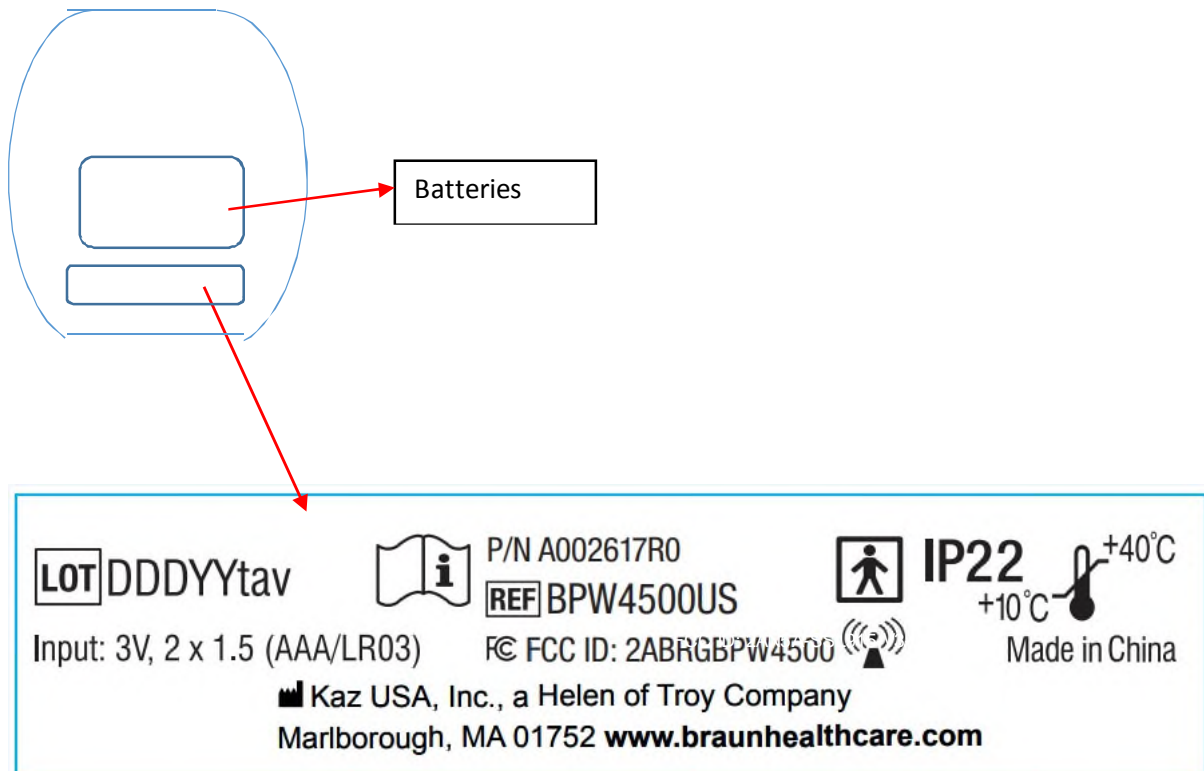 Batteries
LOT DDDYYtav
P/N A002617R0
REF BPW4500US
IP22
+40°C
+10°C
Input: 3V, 2 x 1.5 (AAA/LR03)
FC FCC ID: 2ABRGBPW4500
Made in China
Kaz USA, Inc., a Helen of Troy Company
Marlborough, MA 01752 www.braunhealthcare.com